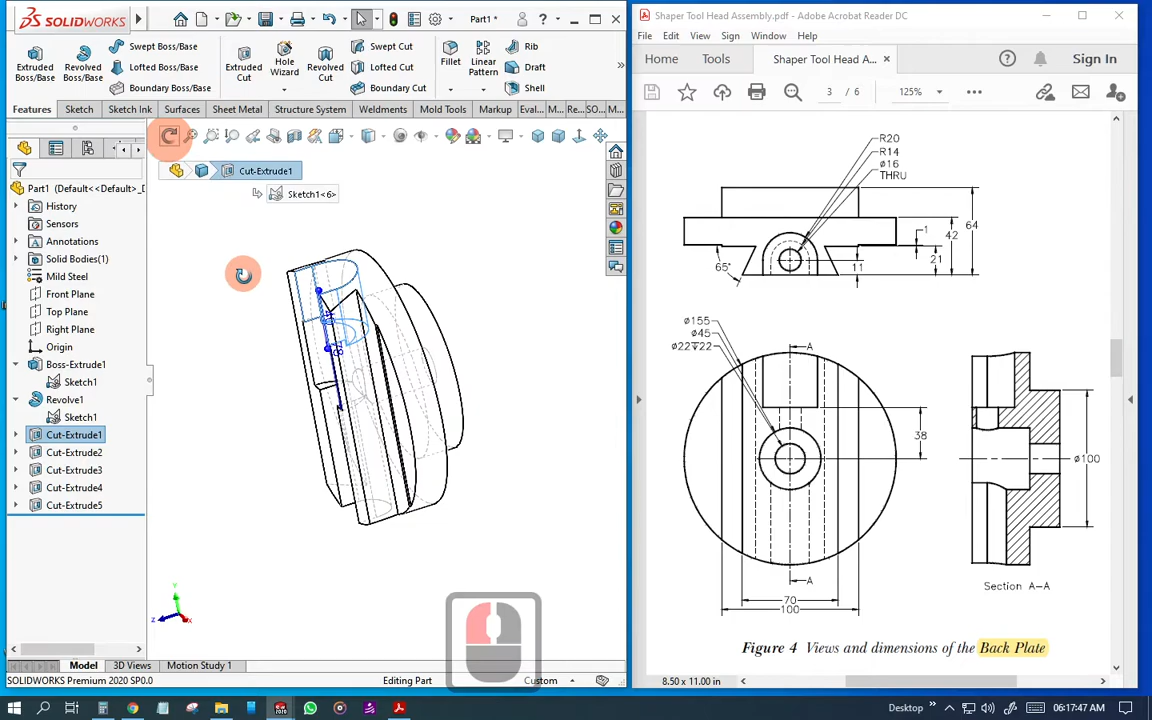 SOLIDWORKS
Part1 *
?
Extruded Boss/Base
Revolved Boss/Base
Swept Boss/Base
Lofted Boss/Base
Boundary Boss/Base
Extruded Cut
Hole Wizard
Revolved Cut
Swept Cut
Lofted Cut
Boundary Cut
Fillet
Linear Pattern
Rib
Draft
Shell
»
Features
Sketch
Sketch Ink
Surfaces
Sheet Metal
Structure System
Weldments
Mold Tools
Markup
Eval...
M...
Re...
SO...
M...
Cut-Extrude1
Sketch1<6>
Part1 (Default<<Default>_D
History
Sensors
Annotations
Solid Bodies(1)
Mild Steel
Front Plane
Top Plane
Right Plane
Origin
Boss-Extrude1
Sketch1
Revolve1
Sketch1
Cut-Extrude1
Cut-Extrude2
Cut-Extrude3
Cut-Extrude4
Cut-Extrude5
Y
Z
X
Model
3D Views
Motion Study 1
SOLIDWORKS Premium 2020 SP0.0
Editing Part
Custom
Shaper Tool Head Assembly.pdf - Adobe Acrobat Reader DC
File Edit View Sign Window Help
Home
Tools
Shaper Tool Head A...
Sign In
3 / 6
125%
R20
R14
ø16
THRU
1
42
64
65°
11
21
ø155
ø45
ø22↧22
A
38
ø100
A
70
100
Section A-A
Figure 4 Views and dimensions of the Back Plate
8.50 x 11.00 in
Desktop
»
06:17:47 AM